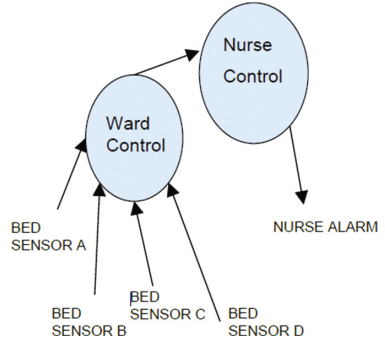 Nurse
Control
Ward
Control
BED
SENSOR A
NURSE ALARM
BED
SENSOR C
BED
SENSOR B
BED
SENSOR D